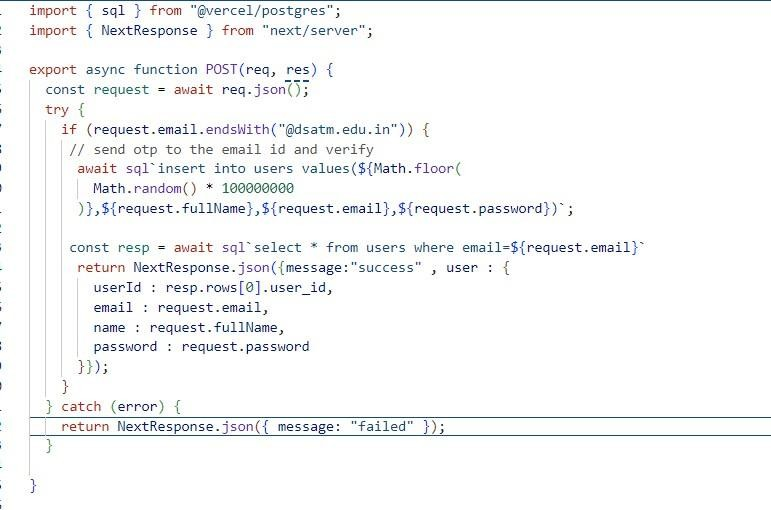 import { sql } from "@vercel/postgres";
import { NextResponse } from "next/server";
export async function POST(req, res) {
const request = await req.json();
try {
if (request.email.endsWith("@dsatm.edu.in")) {
// send otp to the email id and verify
await sql`insert into users values(${Math.floor(
Math.random() * 100000000
)},${request.fullName},${request.email},${request.password})`;
const resp = await sql`select * from users where email=${request.email}`
return NextResponse.json({message:"success" , user : {
userId : resp.rows[0].user_id,
email : request.email,
name : request.fullName,
password : request.password
}});
}
} catch (error) {
return NextResponse.json({ message: "failed" });
}
}